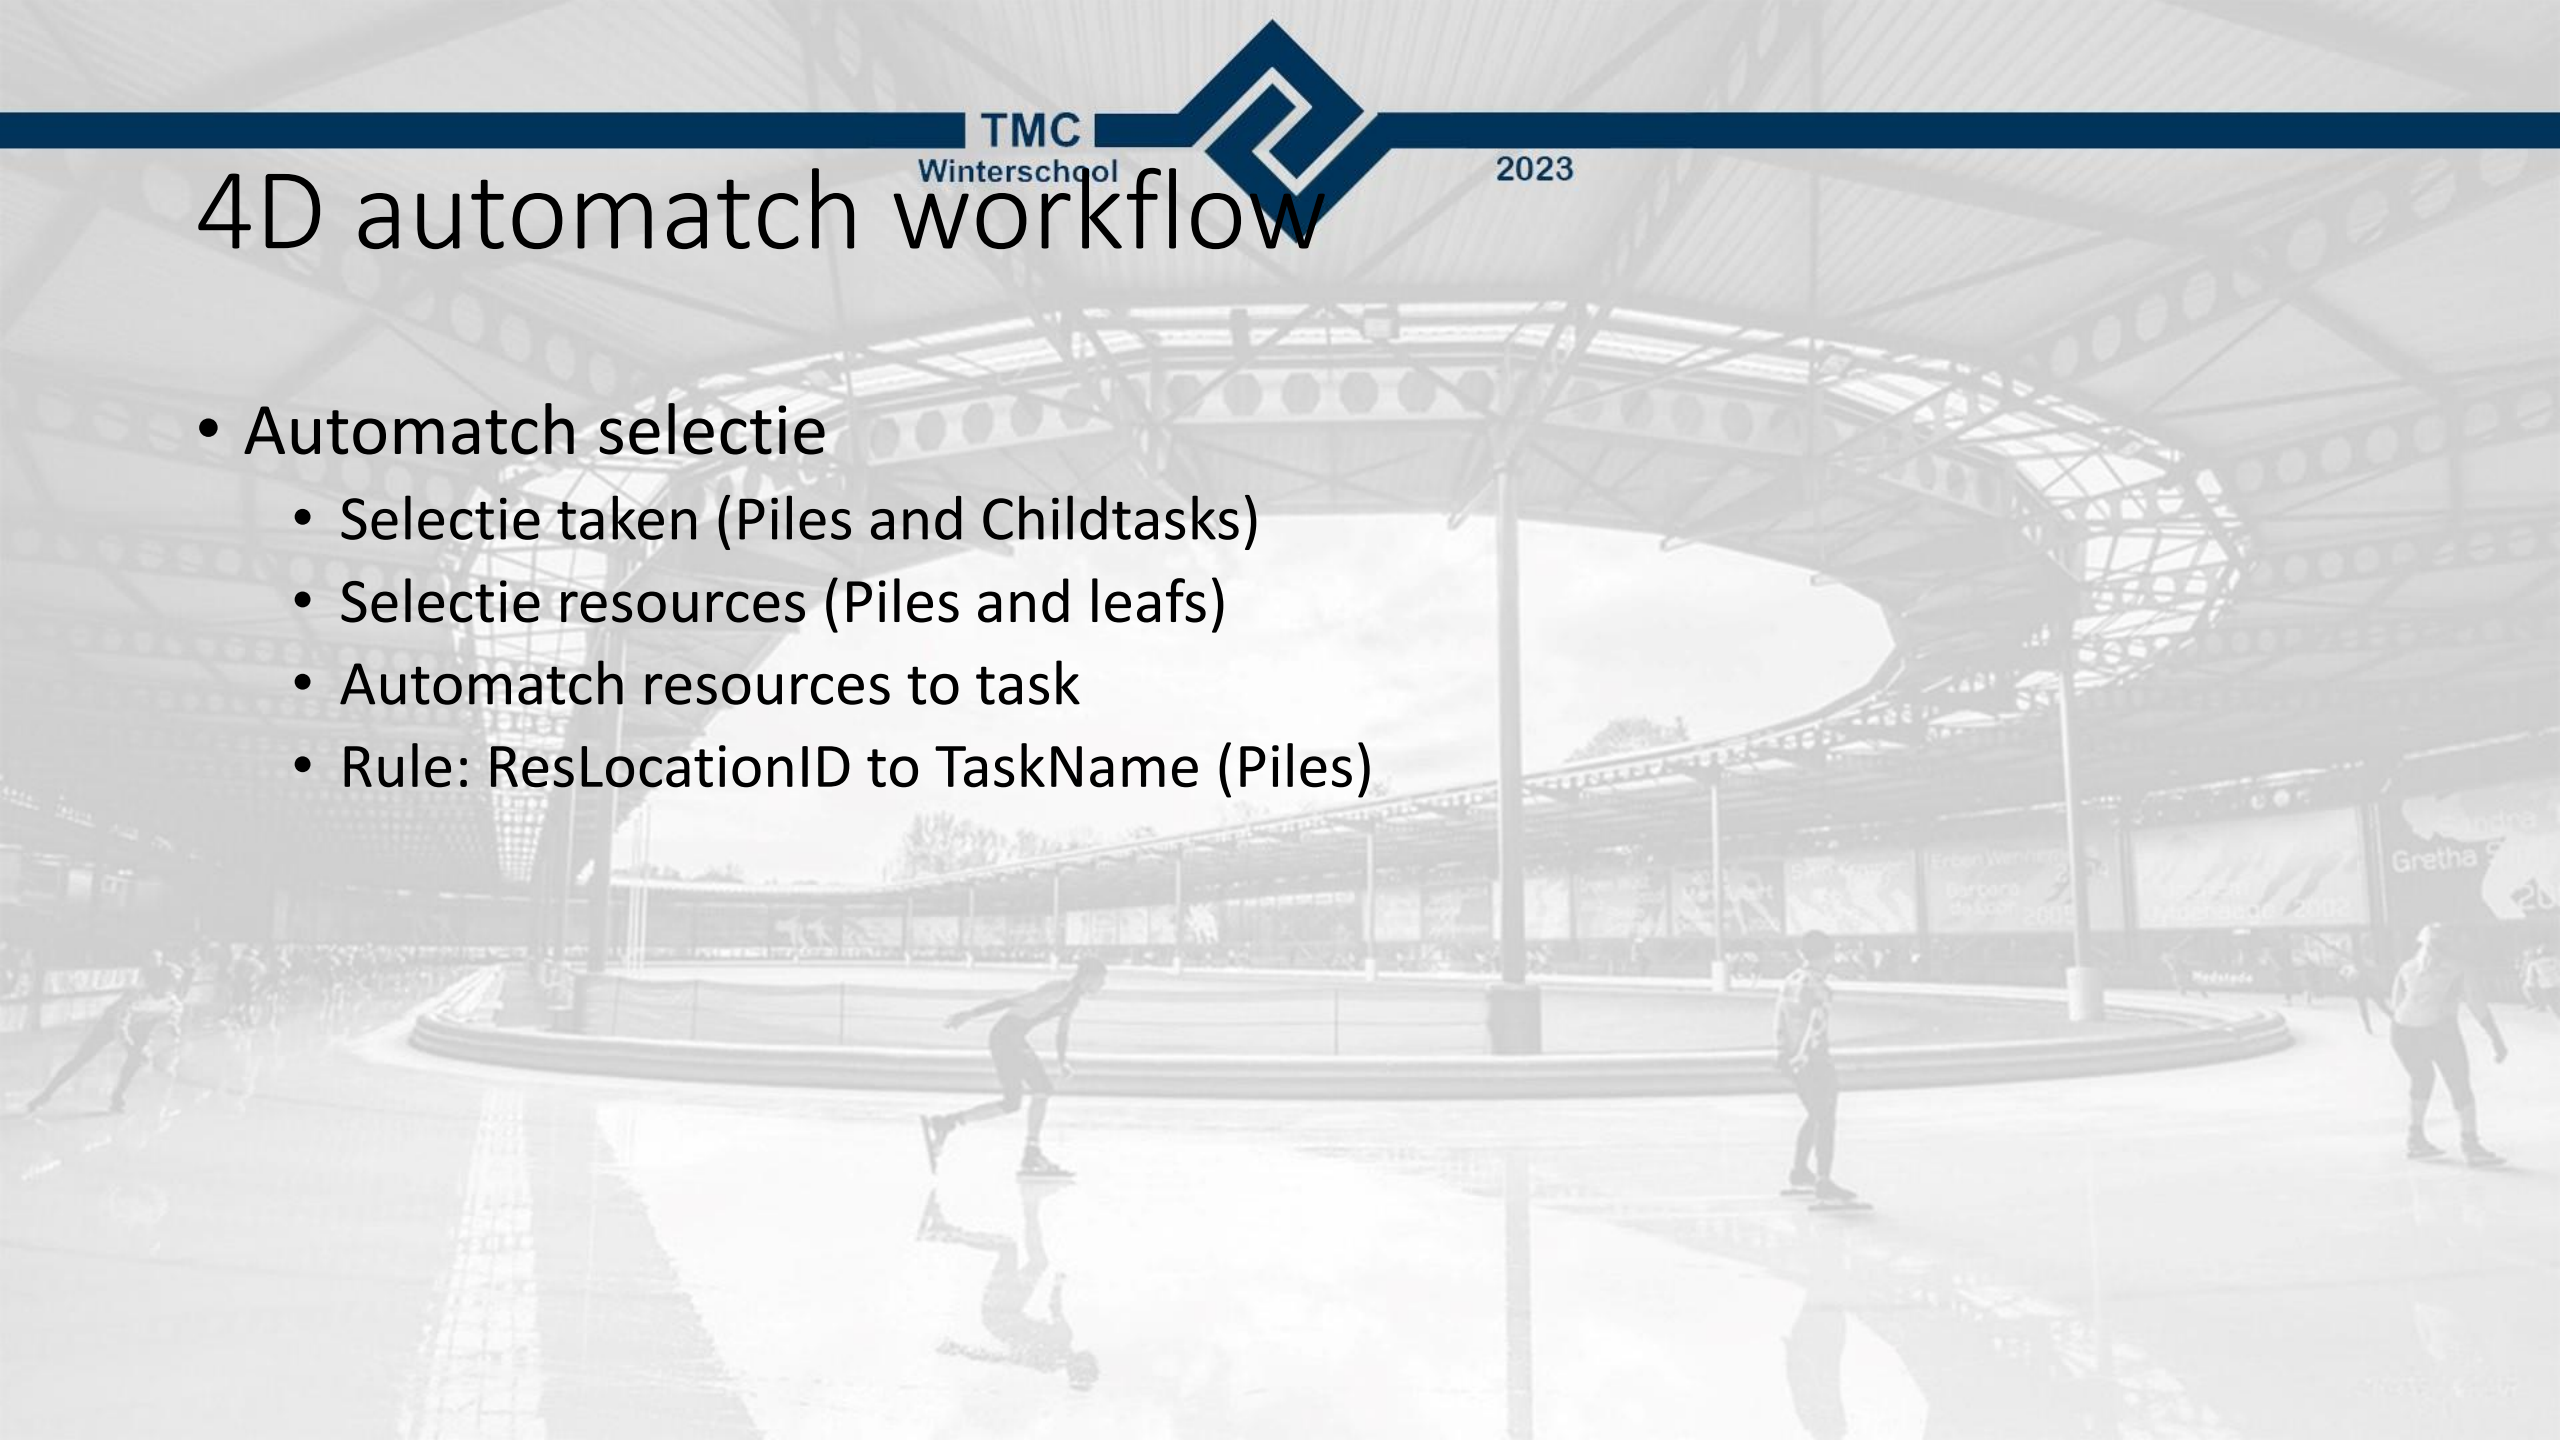 TMC
Winterschool
2023
4D automatch workflow
• Automatch selectie
• Selectie taken (Piles and Childtasks)
• Selectie resources (Piles and leafs)
• Automatch resources to task
• Rule: ResLocationID to TaskName (Piles)
Gretha